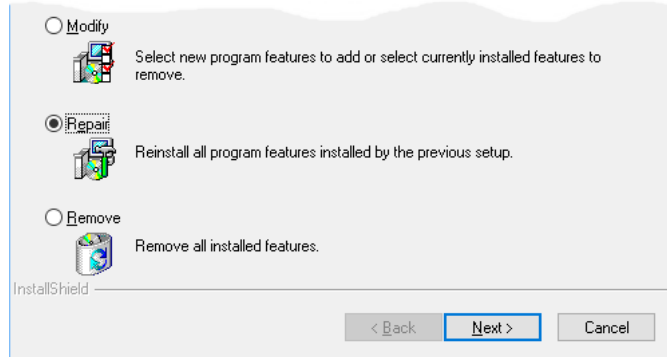 Modify
Select new program features to add or select currently installed features to
remove.
Repair
Reinstall all program features installed by the previous setup.
Remove
Remove all installed features.
InstallShield
< Back Next > Cancel